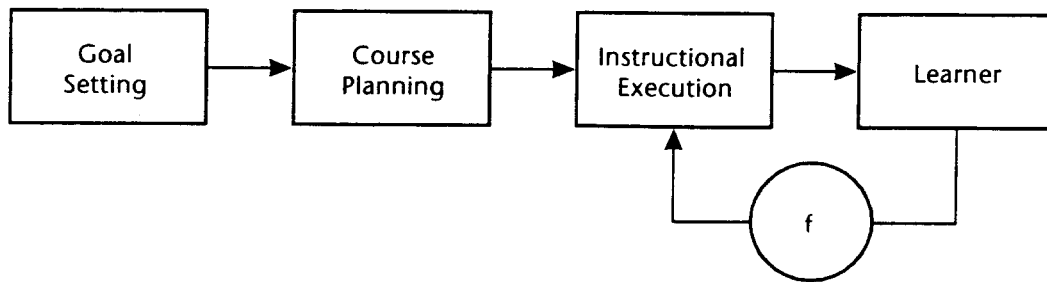 Goal
Setting
Course
Planning
Instructional
Execution
Learner
f